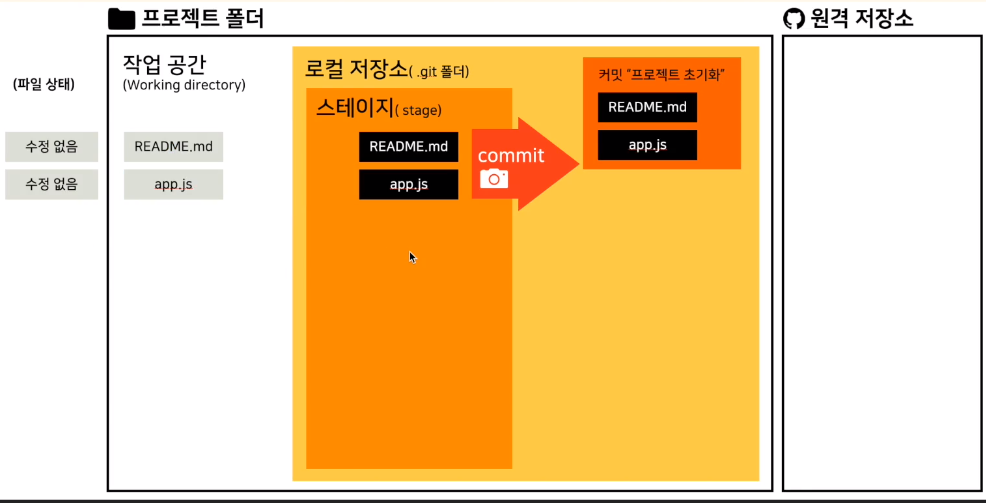 프로젝트 폴더
원격 저장소
(파일 상태)
작업 공간
(Working directory)
로컬 저장소( .git 폴더)
스테이지( stage)
커밋 “프로젝트 초기화”
README.md
app.js
commit
수정 없음
README.md
README.md
수정 없음
app.js
app.js